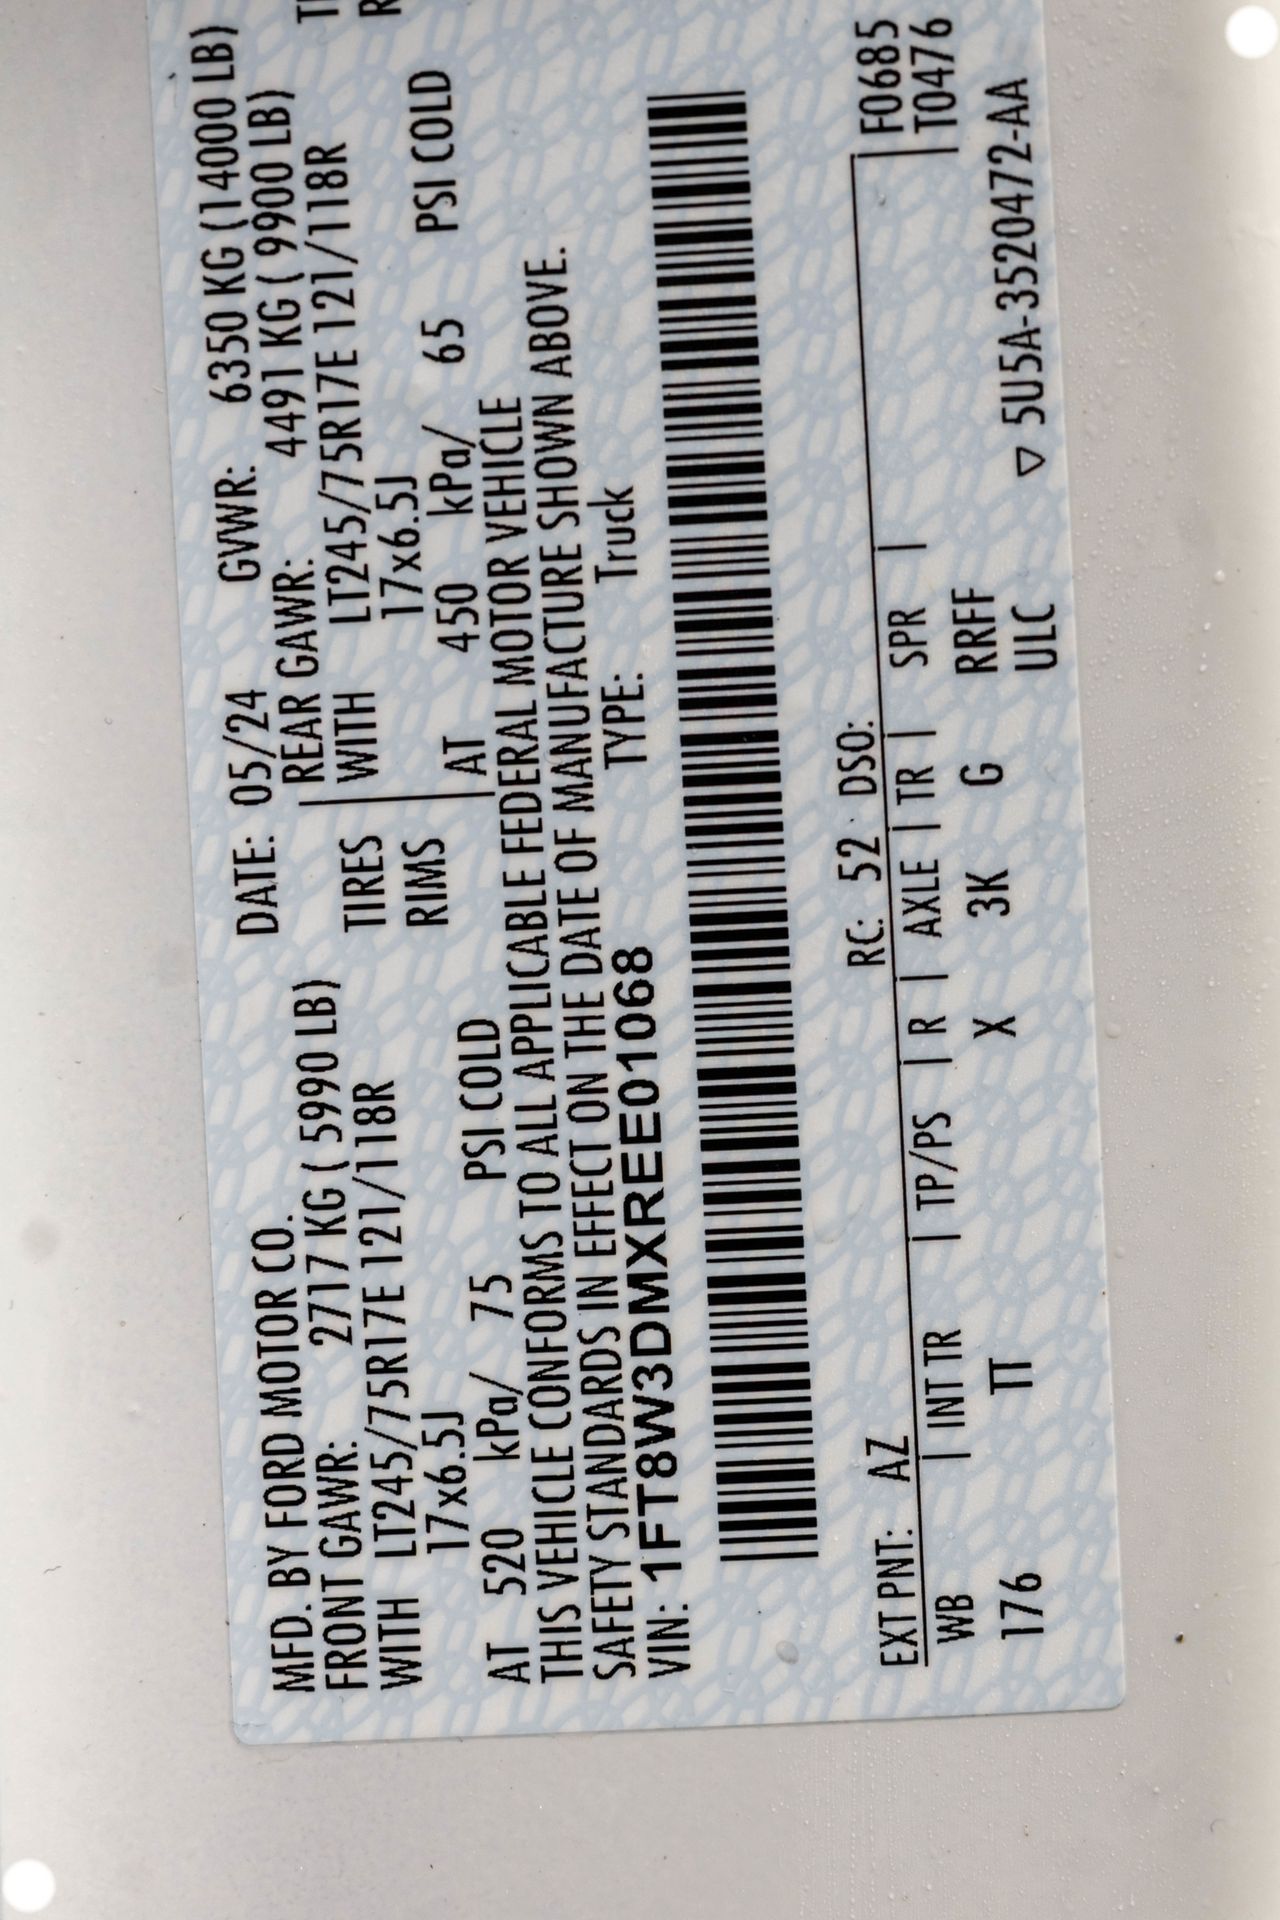 MFD. BY FORD MOTOR CO.
DATE: 05/24 GVWR: 6350 KG (14000 LB)
FRONT GAWR: 2717 KG ( 5990 LB)
REAR GAWR: 4491 KG ( 9900 LB)
WITH LT245/75R17E 121/118R TIRES WITH LT245/75R17E 121/118R
17x6.5J RIMS 17x6.5J
AT 520 kPa/ 75 PSI COLD AT 450 kPa/ 65 PSI COLD
THIS VEHICLE CONFORMS TO ALL APPLICABLE FEDERAL MOTOR VEHICLE
SAFETY STANDARDS IN EFFECT ON THE DATE OF MANUFACTURE SHOWN ABOVE.
VIN: 1FT8W3DMXREE01068 TYPE: Truck
EXT PNT: AZ RC: 52 DSO: F0685
WB | INT TR | TP/PS | R | AXLE | TR | SPR | T0476
176 TT X 3K G RRFF
ULC ▽ 5U5A-3520472-AA